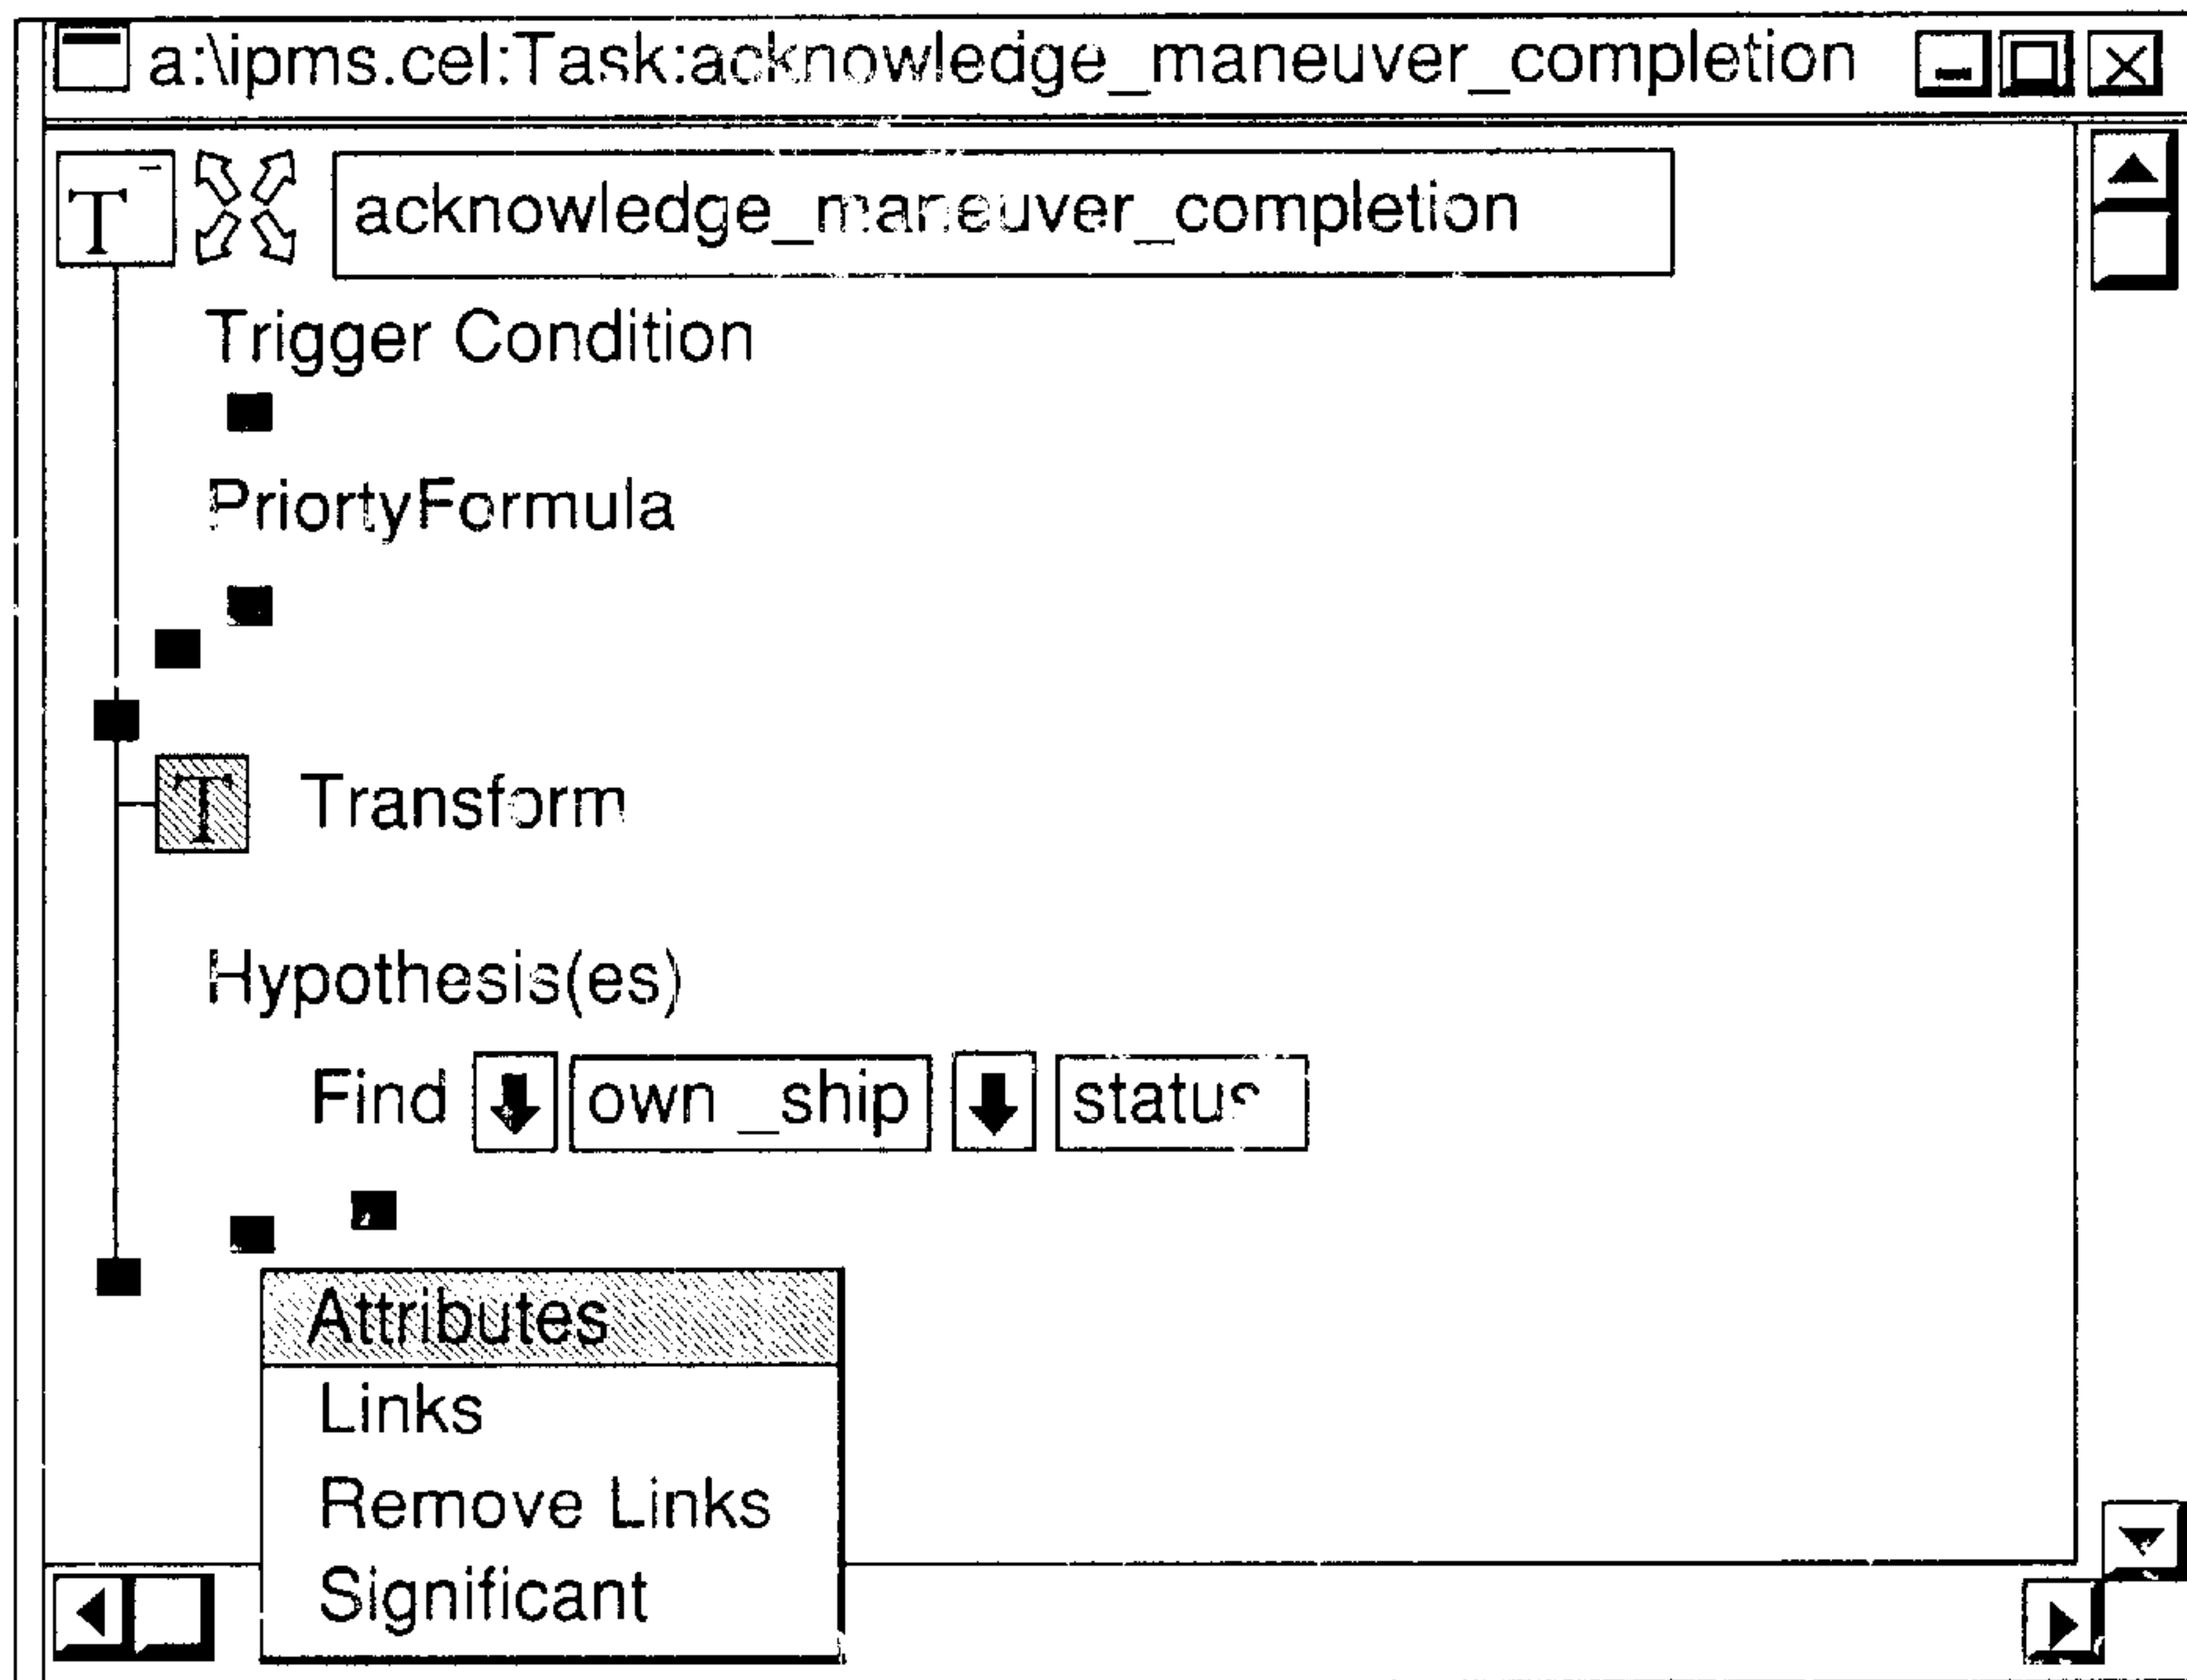 a:\ipms.cel:Task:acknowledge_maneuver_completion
T acknowledge_maneuver_completion
Trigger Condition
PriortyFormula
T Transform
Hypothesis(es)
Find own _ship status
Attributes
Links
Remove Links
Significant